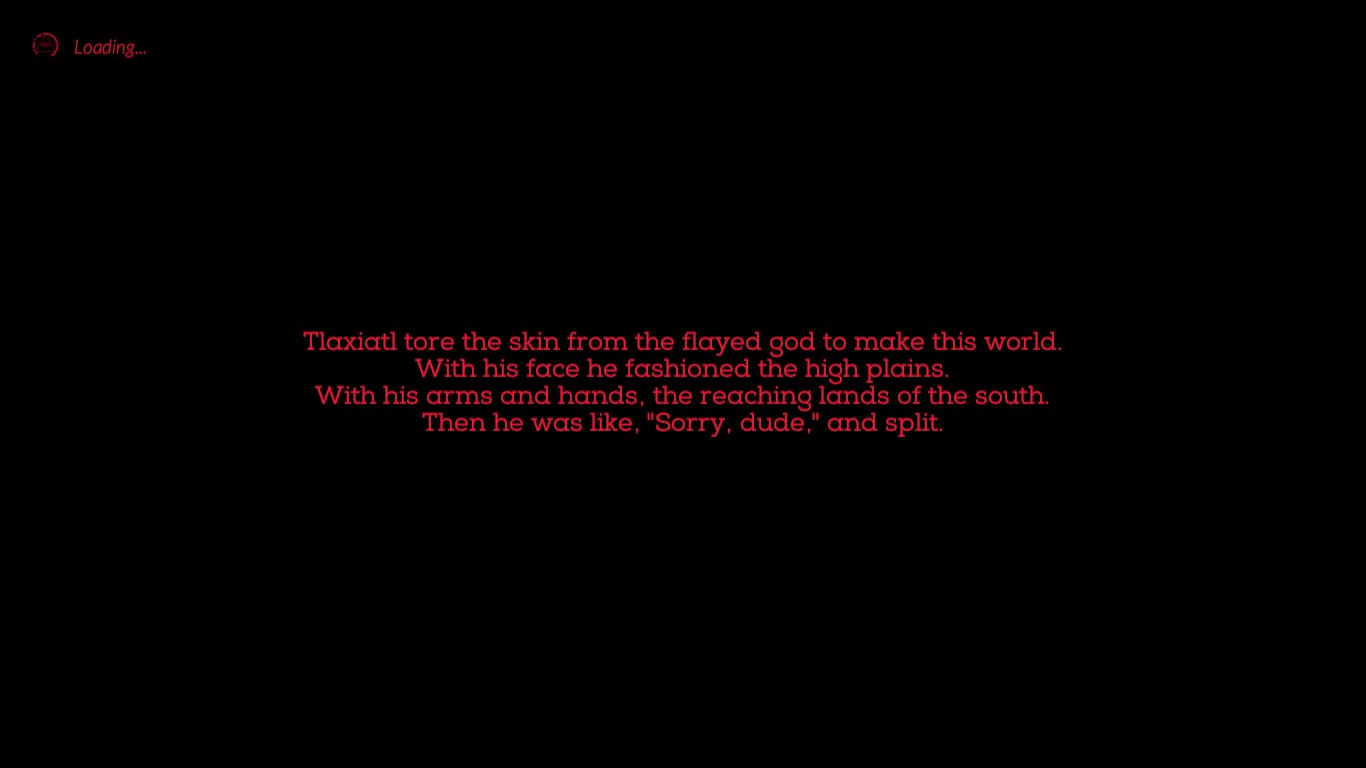 Loading...
Tlaxiatl tore the skin from the flayed god to make this world.
With his face he fashioned the high plains.
With his arms and hands, the reaching lands of the south.
Then he was like, "Sorry, dude," and split.